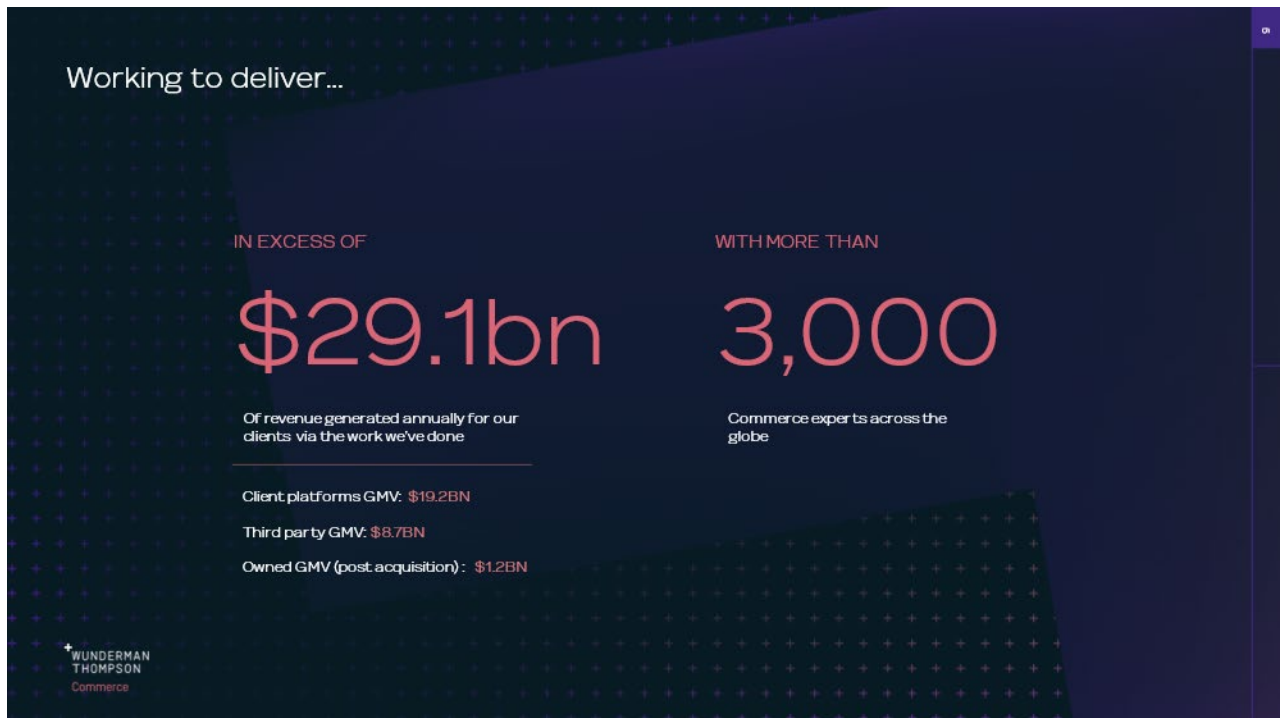 Working to deliver...
IN EXCESS OF
$29.1bn
Of revenue generated annually for our
clients via the work we've done
Client platforms GMV: $19.2BN
Third party GMV: $8.7BN
Owned GMV (post acquisition) : $1.2BN
WITH MORE THAN
3,000
Commerce experts across the
globe
WUNDERMAN
THOMPSON
Commerce